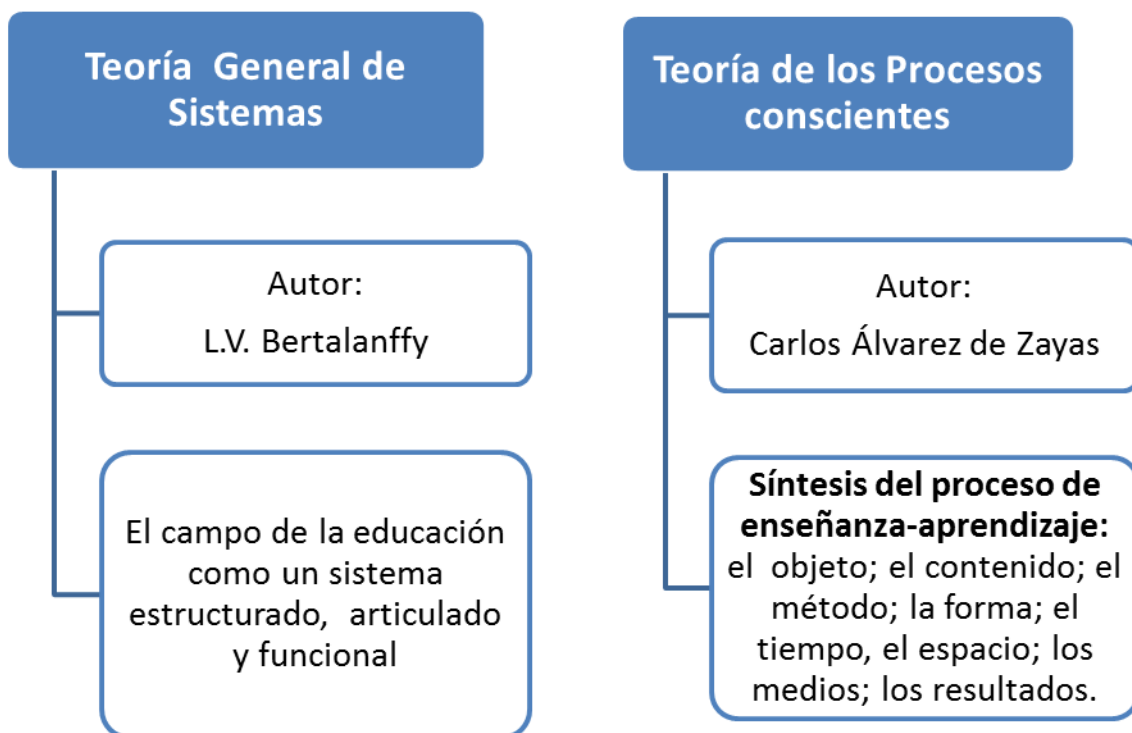 Teoría General de
Sistemas
Autor:
L.V. Bertalanffy
El campo de la educación
como un sistema
estructurado, articulado
y funcional
Teoría de los Procesos
conscientes
Autor:
Carlos Álvarez de Zayas
Síntesis del proceso de
enseñanza-aprendizaje:
el objeto; el contenido; el
método; la forma; el
tiempo, el espacio; los
medios; los resultados.